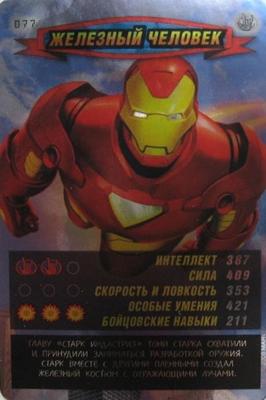 077
ЖЕЛЕЗНЫЙ ЧЕЛОВЕК
ИНТЕЛЛЕКТ 387
СИЛА 409
СКОРОСТЬ И ЛОВКОСТЬ 353
ОСОБЫЕ УМЕНИЯ 421
БОЙЦОВСКИЕ НАВЫКИ 211
ГЛАВУ «СТАРК ИНДАСТРИЗ» ТОНИ СТАРКА СХВАТИЛИ
И ПРИНУДИЛИ ЗАНИМАТЬСЯ РАЗРАБОТКОЙ ОРУЖИЯ.
СТАРК ВМЕСТЕ С ДРУГИМИ ПЛЕННЫМИ СОЗДАЛ
ЖЕЛЕЗНЫЙ КОСТЮМ С ОТРАЖАЮЩИМИ ЛУЧАМИ.